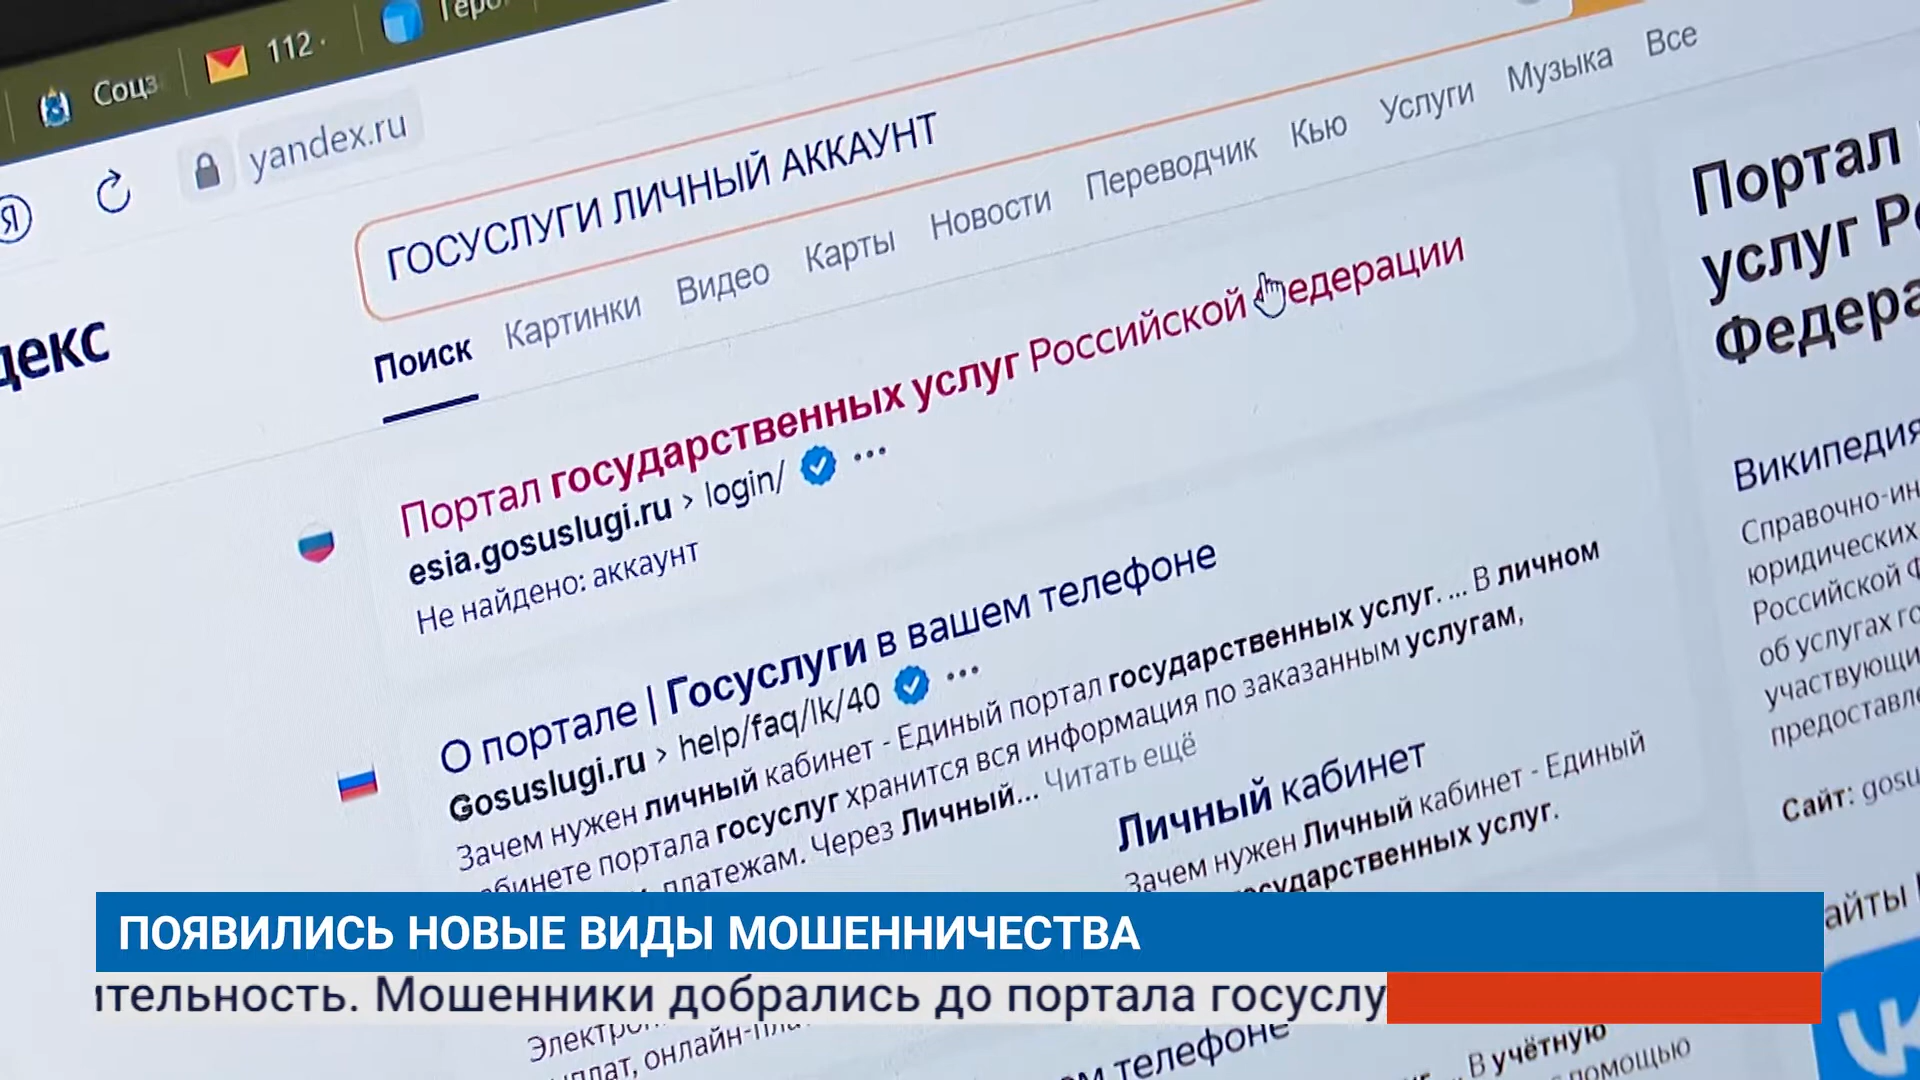 112
yandex.ru
ГОСУСЛУГИ ЛИЧНЫЙ АККАУНТ
Поиск Картинки Видео Карты Новости Переводчик Кью Услуги Музыка Все
Портал государственных услуг Российской Федерации
esia.gosuslugi.ru › login/
Не найдено: аккаунт
О портале | Госуслуги в вашем телефоне
Gosuslugi.ru › help/faq/lk/40
Зачем нужен личный кабинет - Единый портал государственных услуг. ... В личном
кабинете портала госуслуг хранится вся информация по заказанным услугам,
платежам. Через Личный... Читать ещё
Личный кабинет
Зачем нужен Личный кабинет - Единый
государственных услуг.
Портал
услуг
Википедия
Справочно-ин
юридических
Российской Ф
об услугах го
участвующи
предоставле
Сайт: gosu
ПОЯВИЛИСЬ НОВЫЕ ВИДЫ МОШЕННИЧЕСТВА
ительность. Мошенники добрались до портала госуслу
телефоне
В учётную
помощью